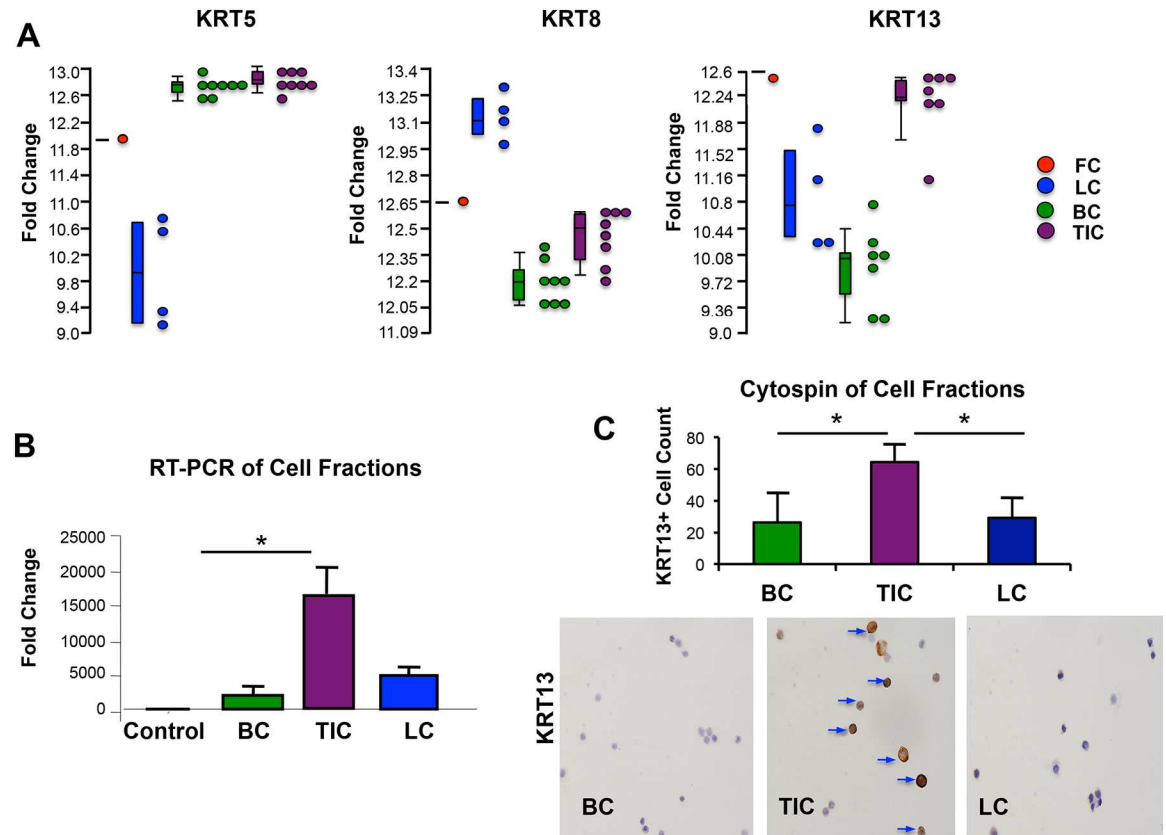 A
KRT5
KRT8
KRT13
Fold Change
13.0
12.6
12.2
11.8
11.4
11.0
10.6
10.2
9.8
9.4
9.0
Fold Change
13.4
13.25
13.1
12.95
12.8
12.65
12.5
12.35
12.2
12.05
11.09
Fold Change
12.6
12.24
11.88
11.52
11.16
10.8
10.44
10.08
9.72
9.36
9.0
FC
LC
BC
TIC
B
RT-PCR of Cell Fractions
Fold Change
25000
20000
15000
10000
5000
0
*
Control BC TIC LC
C
Cytospin of Cell Fractions
KRT13+ Cell Count
80
60
40
20
0
* *
BC TIC LC
KRT13
BC
TIC
LC